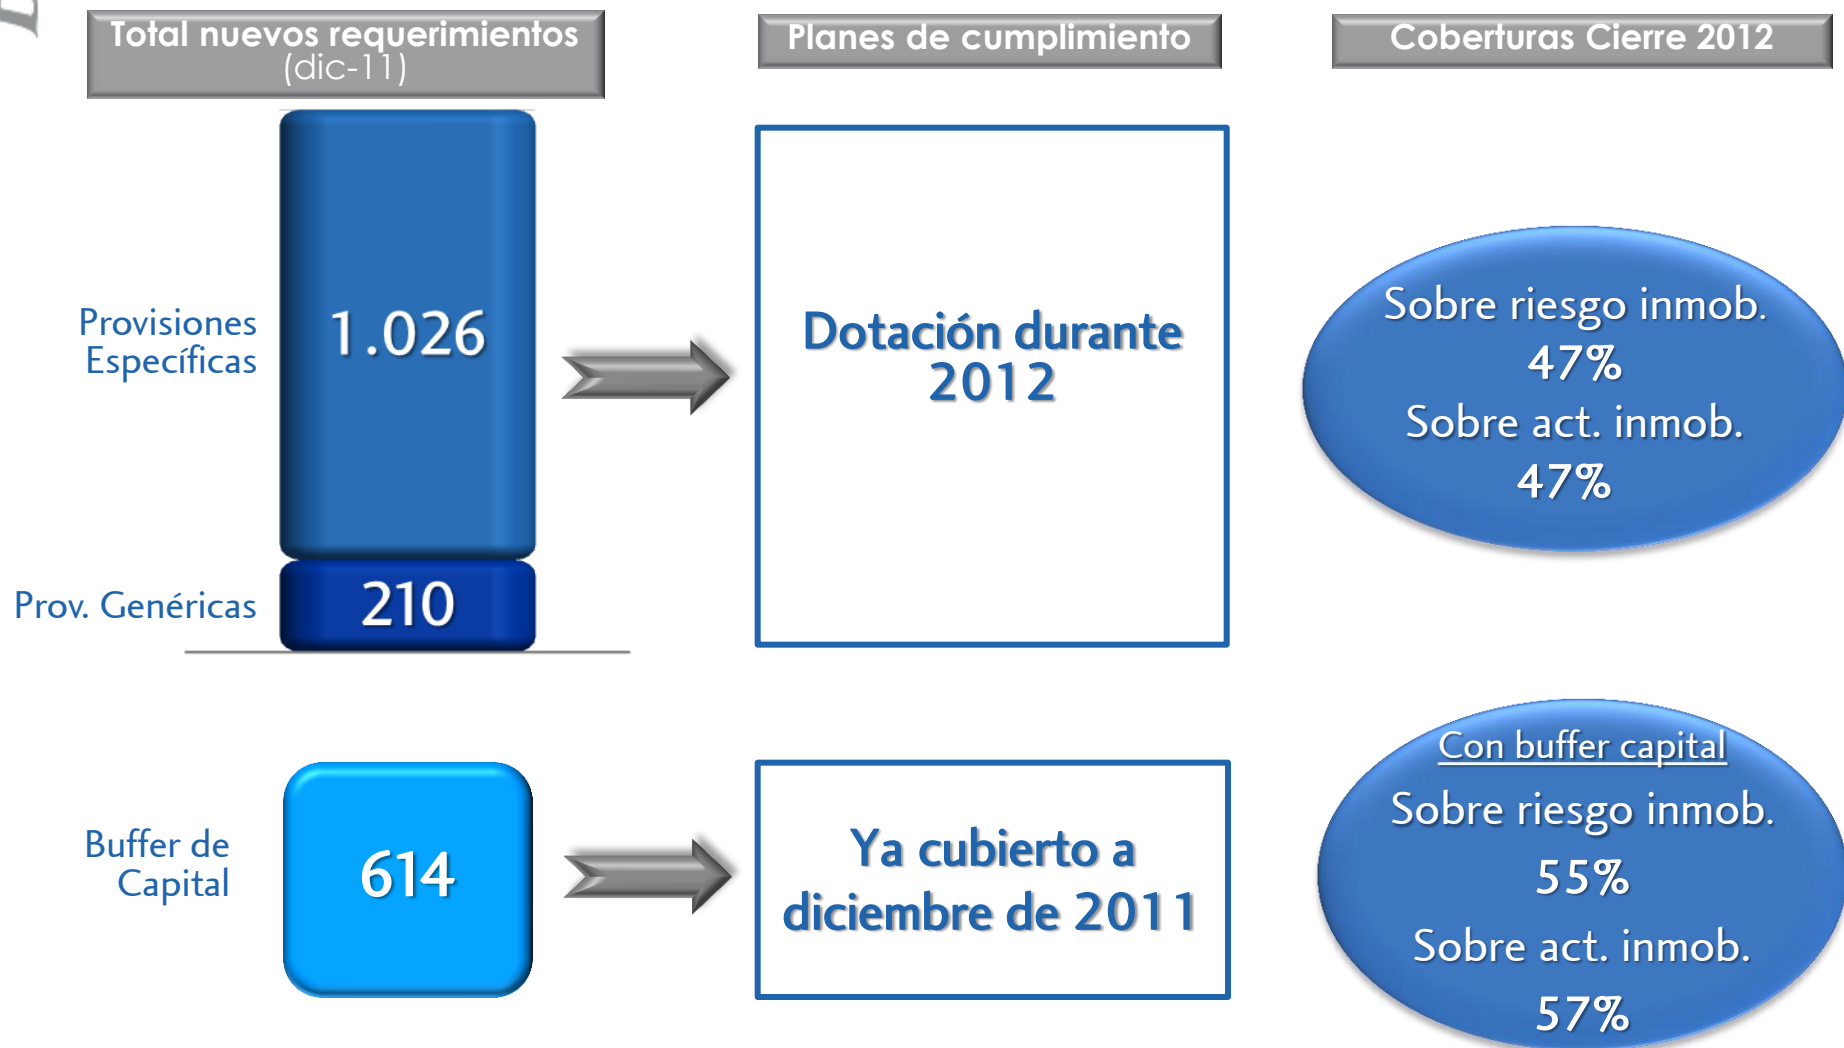 Total nuevos requerimientos
(dic-11)
Planes de cumplimiento
Coberturas Cierre 2012
Provisiones
Específicas
1.026
Dotación durante
2012
Sobre riesgo inmob.
47%
Sobre act. inmob.
47%
Prov. Genéricas
210
Buffer de
Capital
614
Ya cubierto a
diciembre de 2011
Con buffer capital
Sobre riesgo inmob.
55%
Sobre act. inmob.
57%